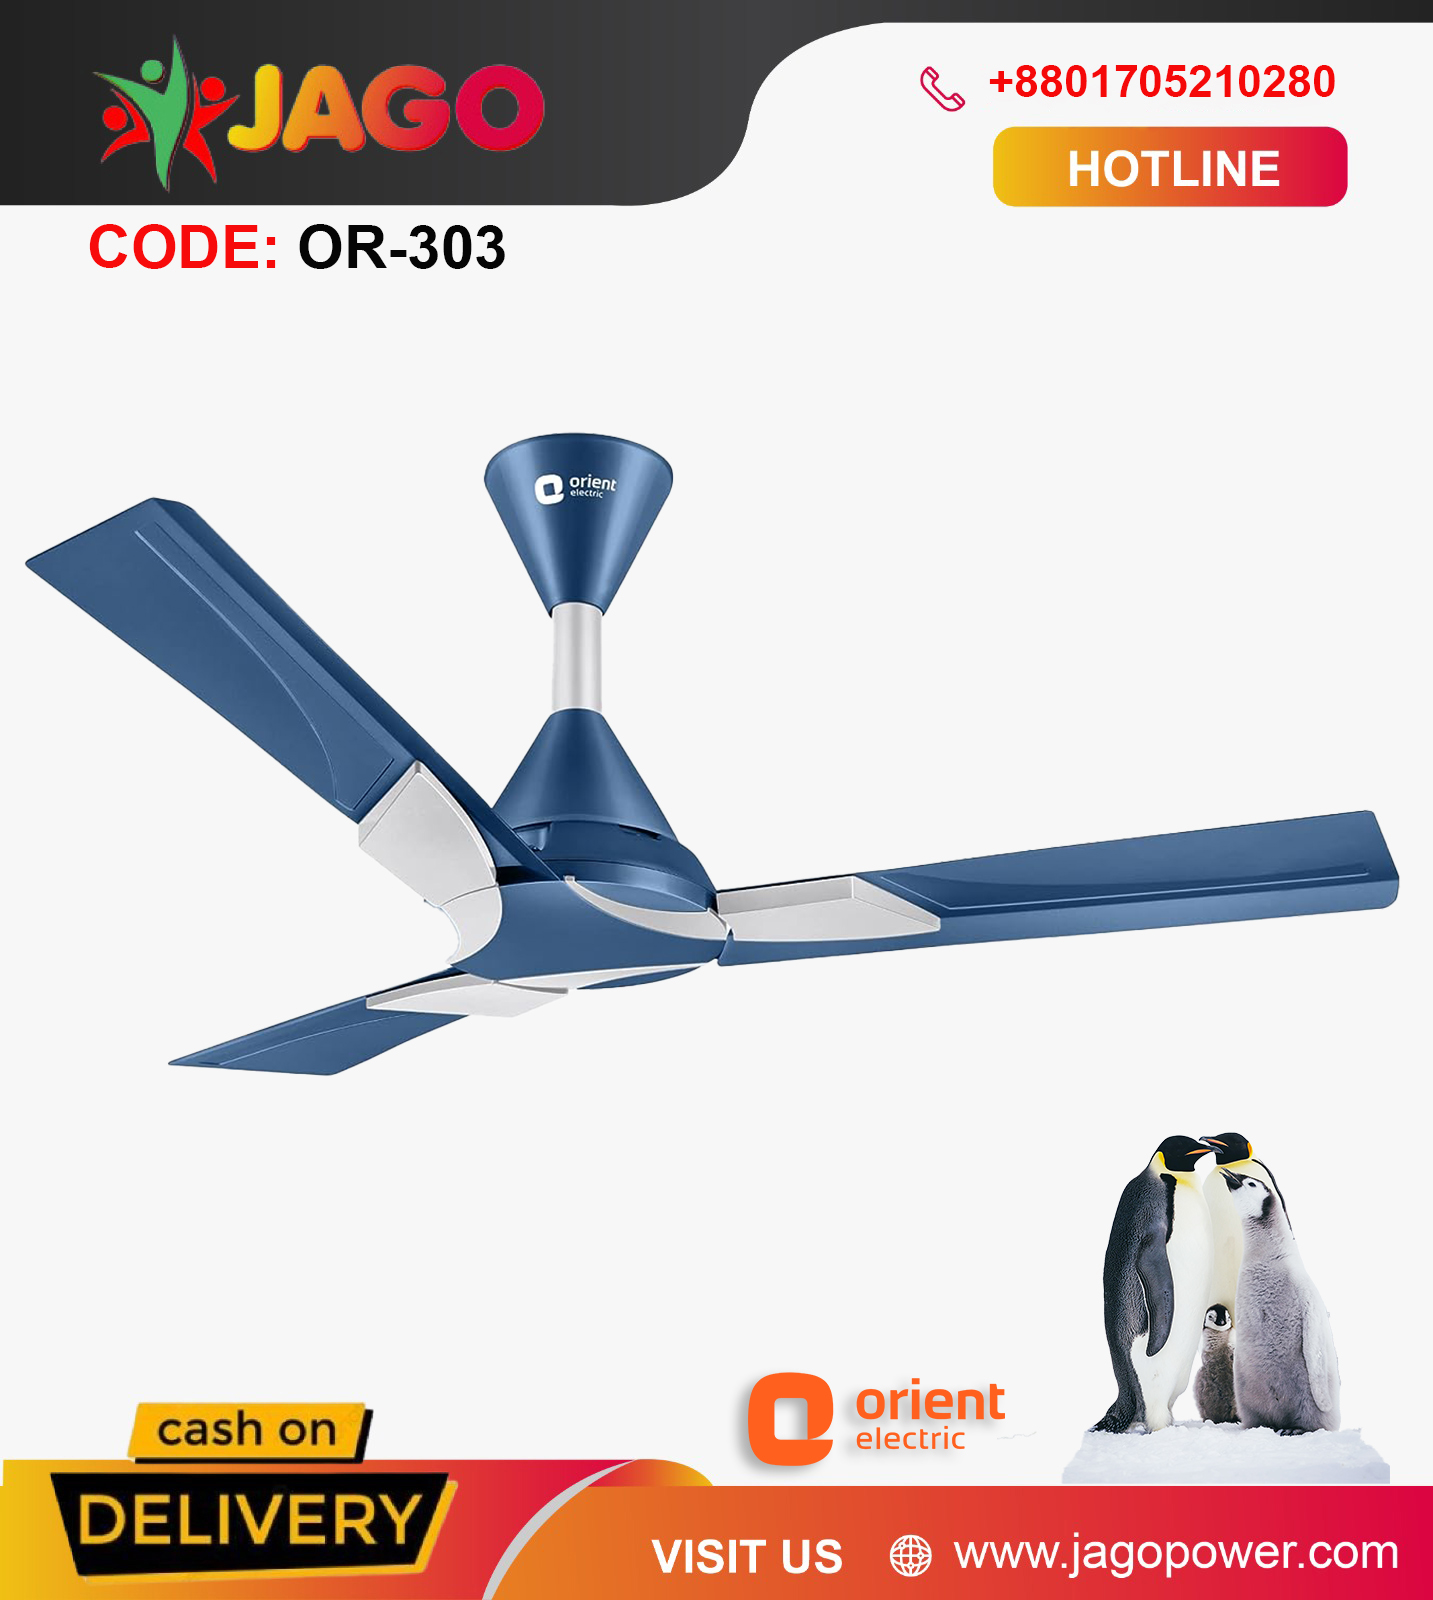 JAGO
+8801705210280
HOTLINE
CODE: OR-303
orient
electric
orient
electric
cash on
DELIVERY
VISIT US
www.jagopower.com